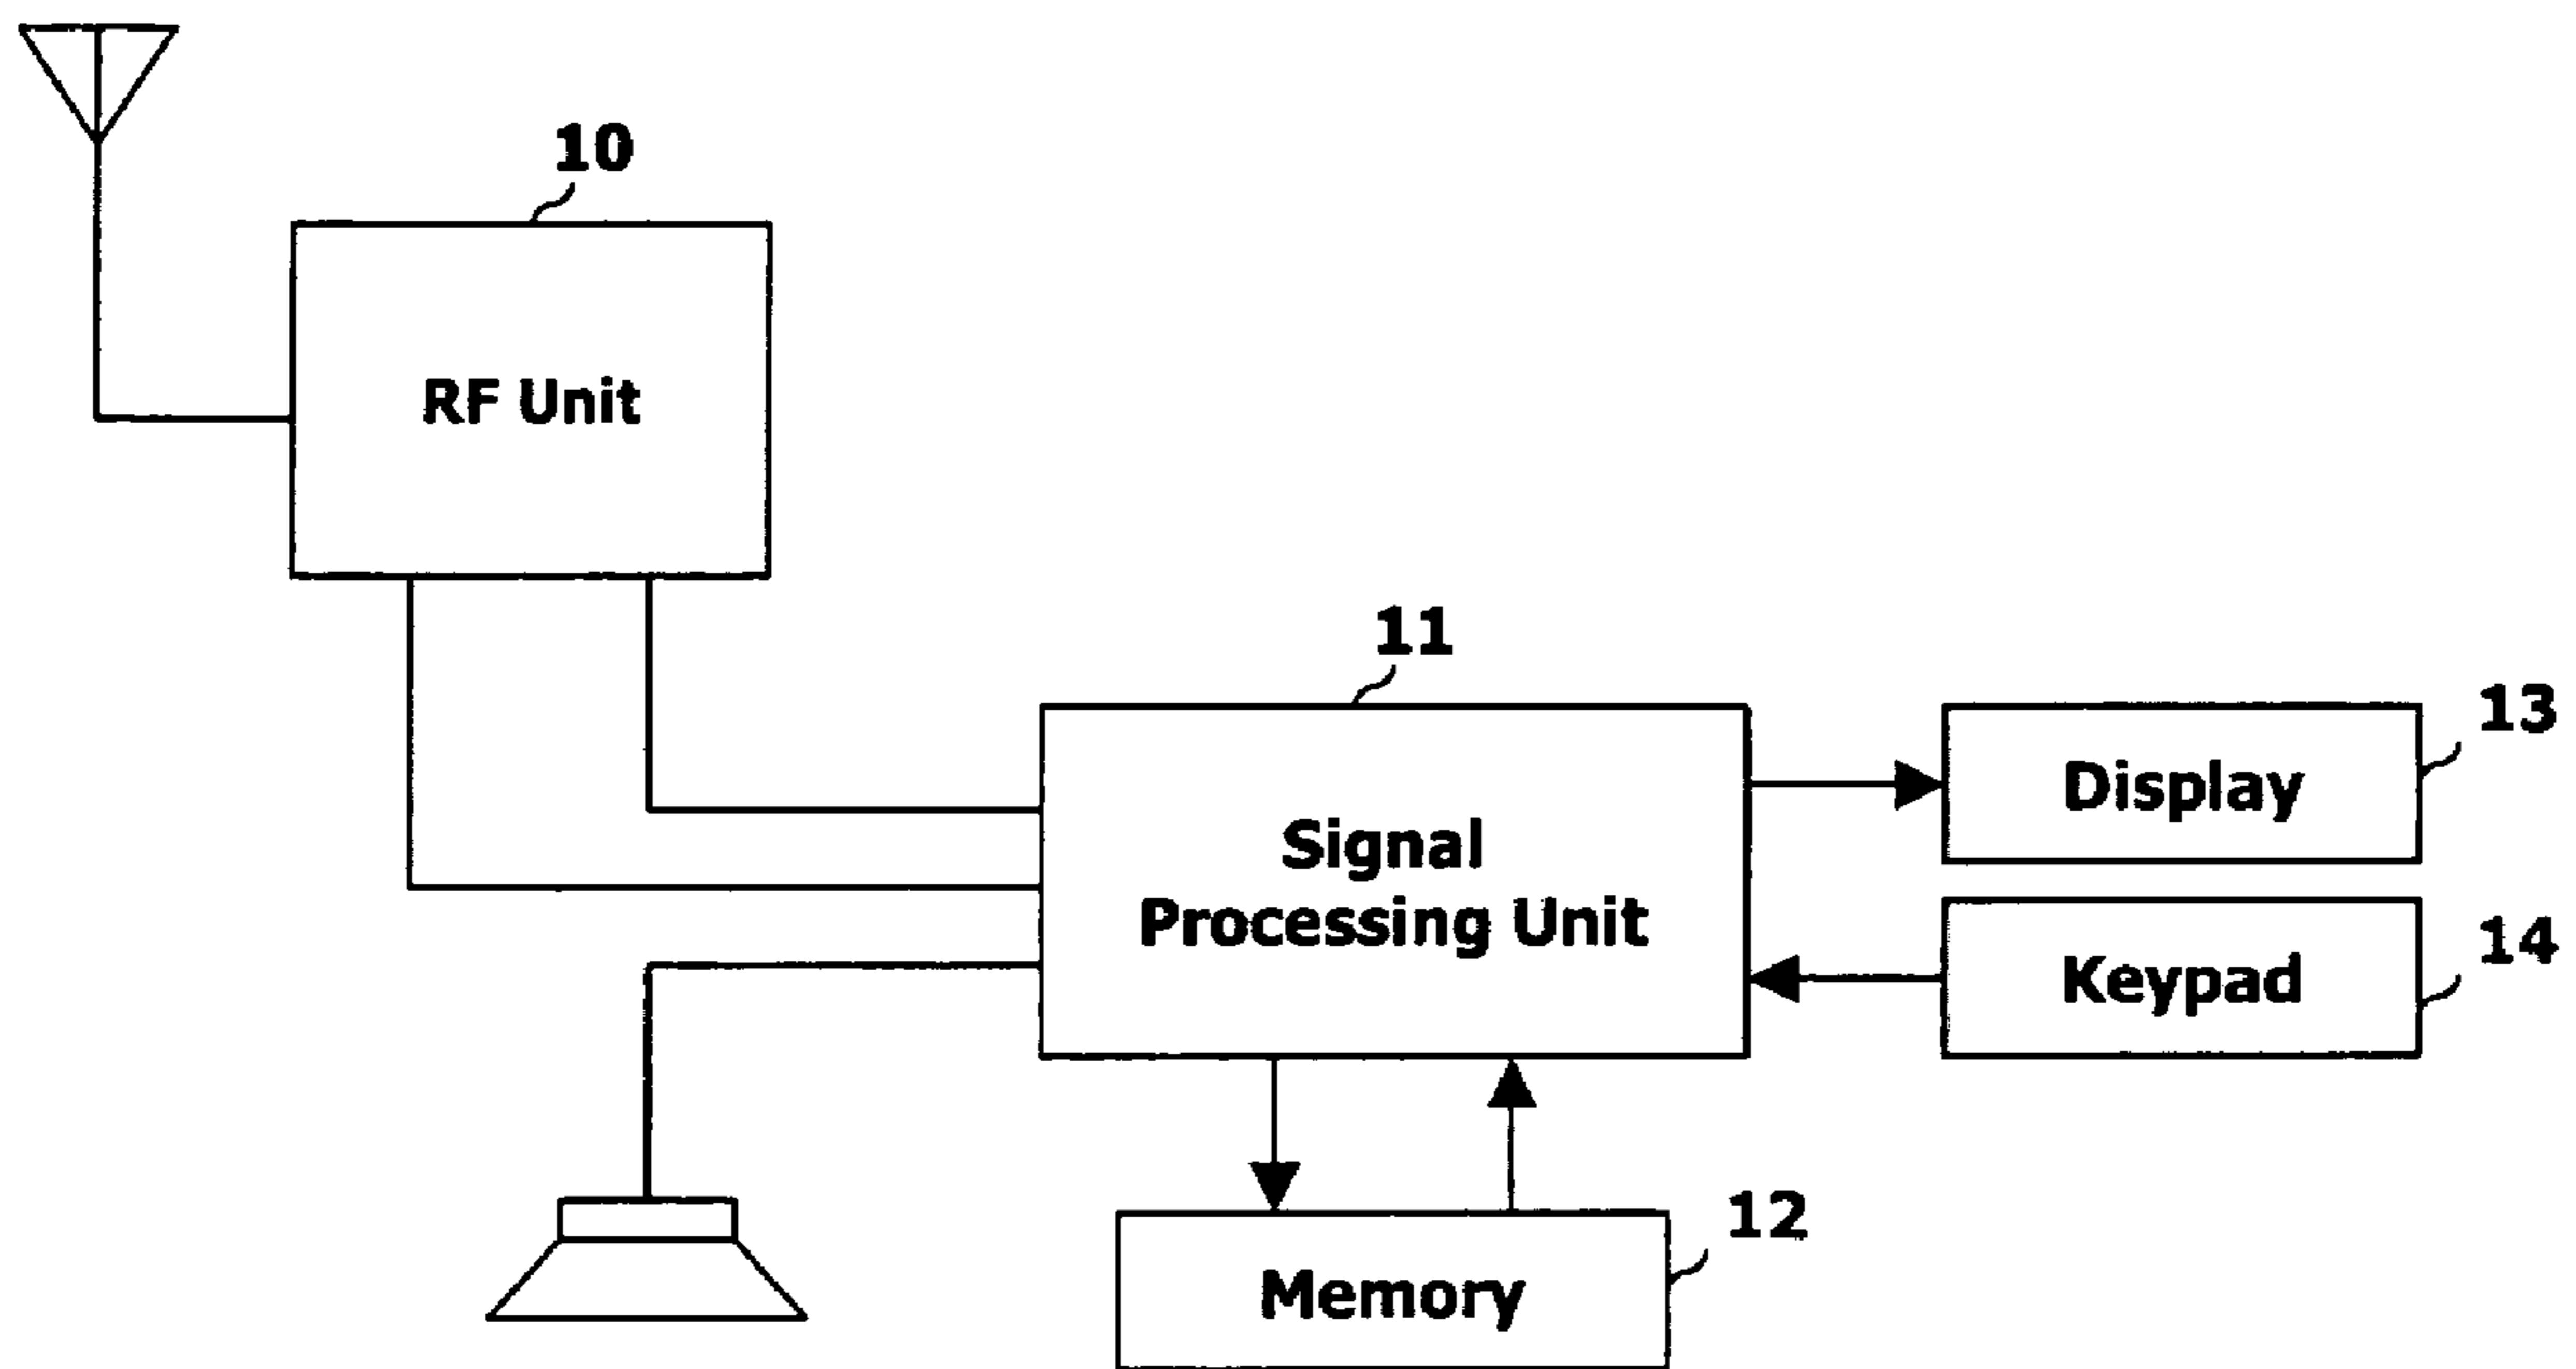 10
RF Unit
11
Signal
Processing Unit
13
Display
14
Keypad
12
Memory